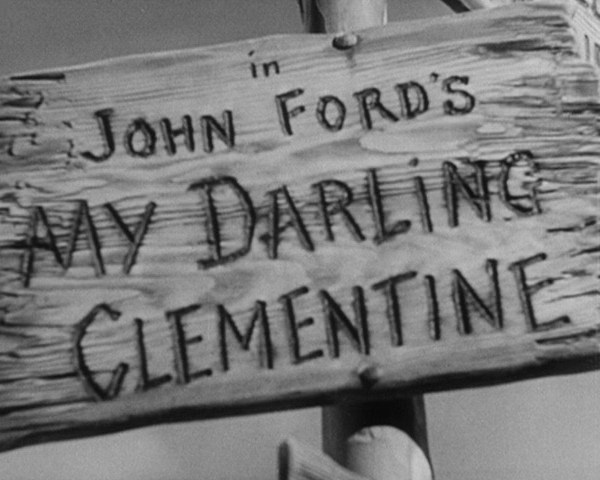 in
JOHN FORD'S
MY DARLiNG
CLEMENTINE